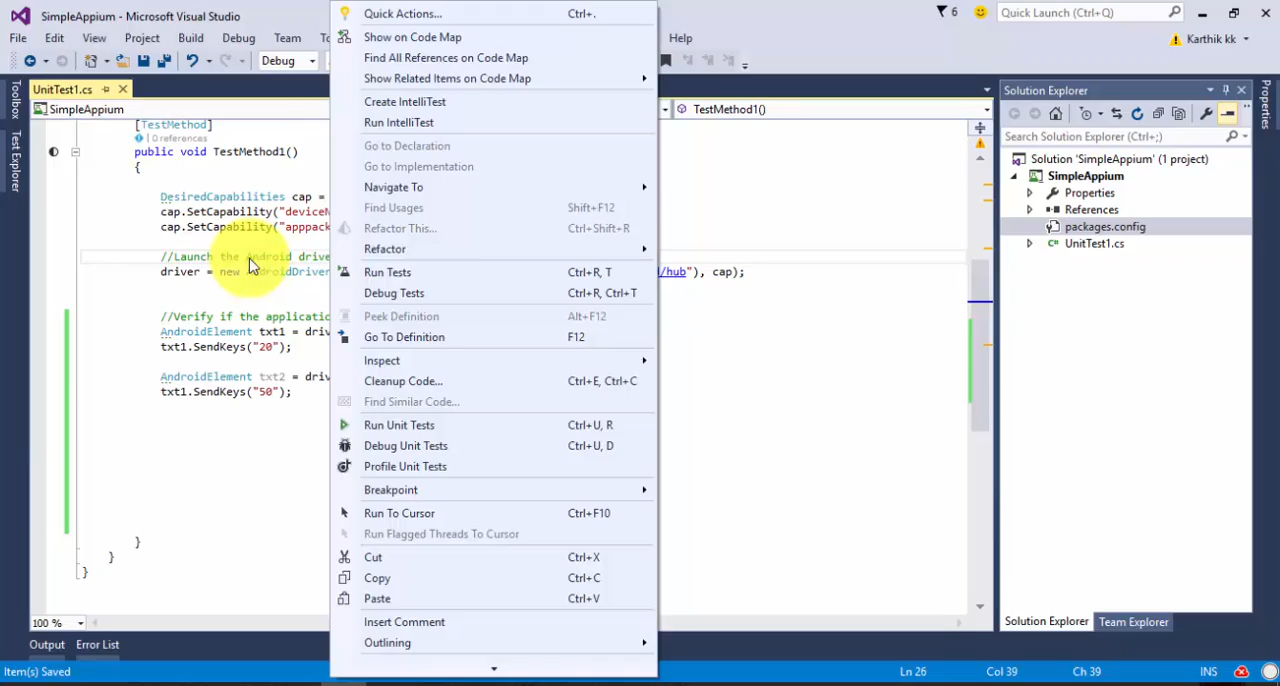 SimpleAppium - Microsoft Visual Studio
6
Quick Launch (Ctrl+Q)
File Edit View Project Build Debug Team Help
Karthik kk
Debug
UnitTest1.cs
SimpleAppium
TestMethod1()
[TestMethod]
0 references
public void TestMethod1()
{
DesiredCapabilities cap =
cap.SetCapability("deviceN
cap.SetCapability("apppack
//Launch the Android drive
driver = new AndroidDriver /hub"), cap);
//Verify if the applicatio
AndroidElement txt1 = driv
txt1.SendKeys("20");
AndroidElement txt2 = driv
txt1.SendKeys("50");
}
}
}
Toolbox
Test Explorer
Quick Actions... Ctrl+.
Show on Code Map
Find All References on Code Map
Show Related Items on Code Map
Create IntelliTest
Run IntelliTest
Go to Declaration
Go to Implementation
Navigate To
Find Usages Shift+F12
Refactor This... Ctrl+Shift+R
Refactor
Run Tests Ctrl+R, T
Debug Tests Ctrl+R, Ctrl+T
Peek Definition Alt+F12
Go To Definition F12
Inspect
Cleanup Code... Ctrl+E, Ctrl+C
Find Similar Code...
Run Unit Tests Ctrl+U, R
Debug Unit Tests Ctrl+U, D
Profile Unit Tests
Breakpoint
Run To Cursor Ctrl+F10
Run Flagged Threads To Cursor
Cut Ctrl+X
Copy Ctrl+C
Paste Ctrl+V
Insert Comment
Outlining
Solution Explorer
Search Solution Explorer (Ctrl+;)
Solution 'SimpleAppium' (1 project)
SimpleAppium
Properties
References
packages.config
UnitTest1.cs
Solution Explorer Team Explorer
Properties
100 %
Output Error List
Item(s) Saved Ln 26 Col 39 Ch 39 INS